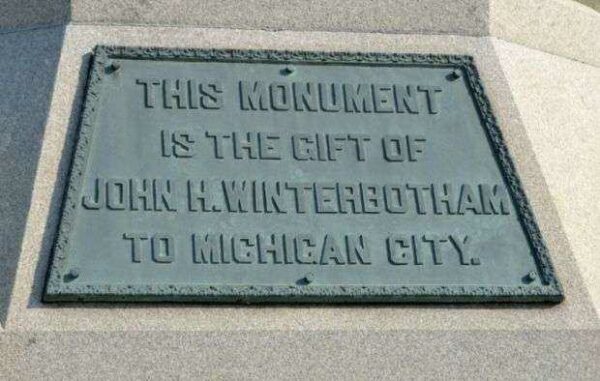 THIS MONUMENT
IS THE GIFT OF
JOHN H. WINTERBOTHAM
TO MICHIGAN CITY.